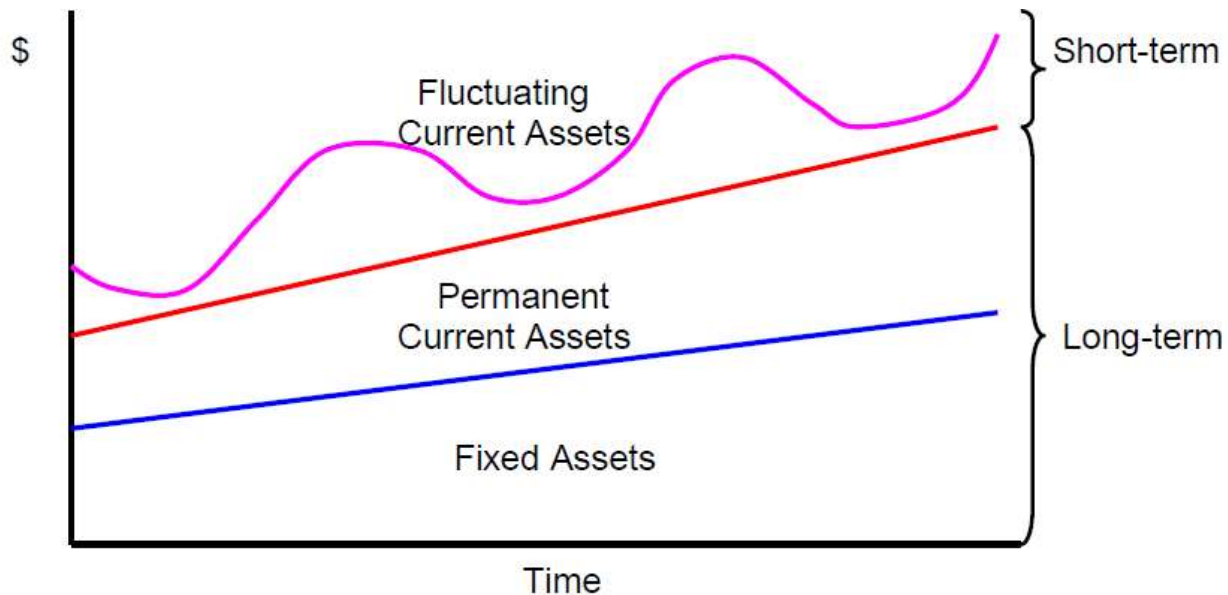 $
Short-term
Fluctuating
Current Assets
Permanent
Current Assets
Long-term
Fixed Assets
Time